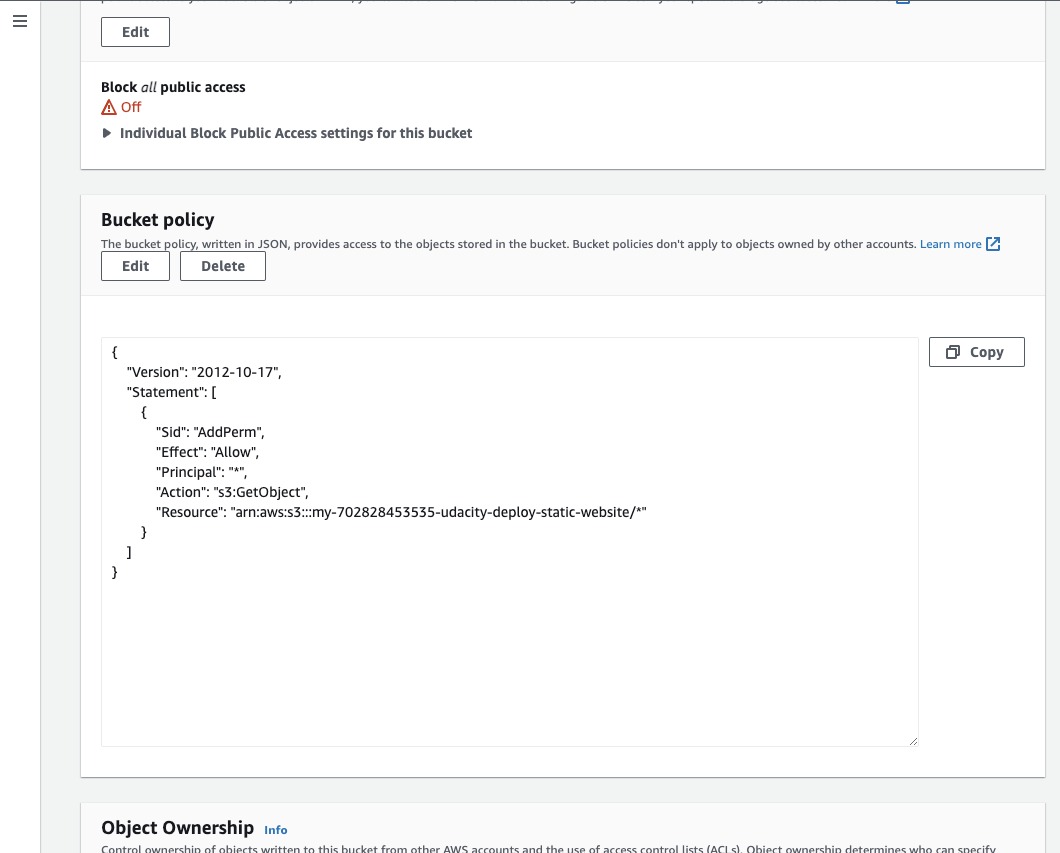 Edit
Block all public access
Off
Individual Block Public Access settings for this bucket
Bucket policy
The bucket policy, written in JSON, provides access to the objects stored in the bucket. Bucket policies don't apply to objects owned by other accounts. Learn more
Edit Delete
Copy
{
"Version": "2012-10-17",
"Statement": [
{
"Sid": "AddPerm",
"Effect": "Allow",
"Principal": "*",
"Action": "s3:GetObject",
"Resource": "arn:aws:s3:::my-702828453535-udacity-deploy-static-website/*"
}
]
}
Object Ownership Info
Control ownership of objects written to this bucket from other AWS accounts and the use of access control lists (ACLs). Object ownership determines who can specify